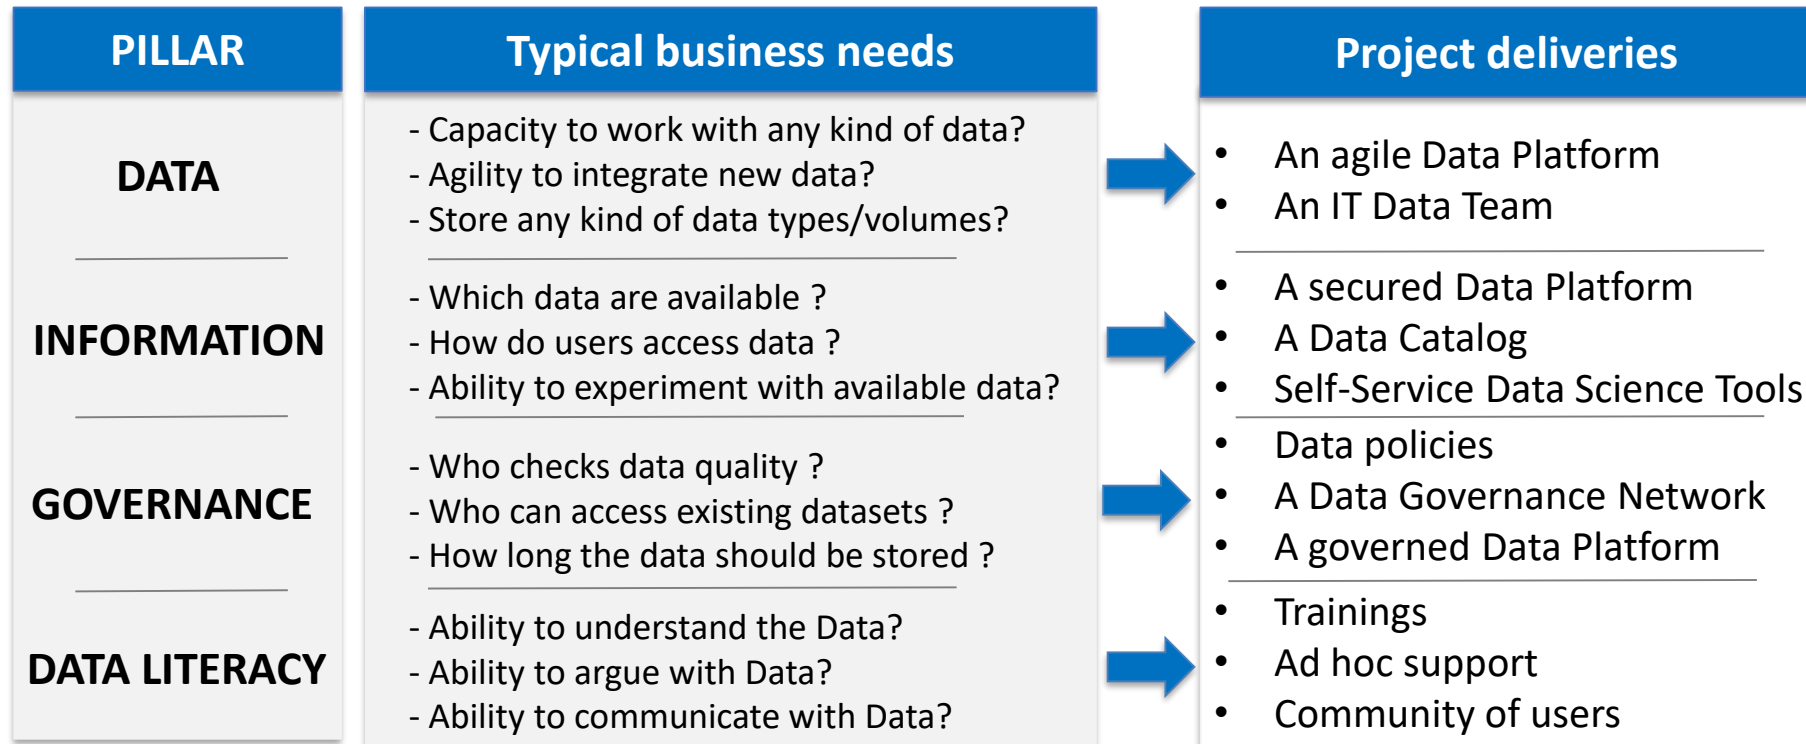 PILLAR
Typical business needs
Project deliveries
DATA
- Capacity to work with any kind of data?
- Agility to integrate new data?
- Store any kind of data types/volumes?
• An agile Data Platform
• An IT Data Team
INFORMATION
- Which data are available ?
- How do users access data ?
- Ability to experiment with available data?
• A secured Data Platform
• A Data Catalog
• Self-Service Data Science Tools
GOVERNANCE
- Who checks data quality ?
- Who can access existing datasets ?
- How long the data should be stored ?
• Data policies
• A Data Governance Network
• A governed Data Platform
DATA LITERACY
- Ability to understand the Data?
- Ability to argue with Data?
- Ability to communicate with Data?
• Trainings
• Ad hoc support
• Community of users